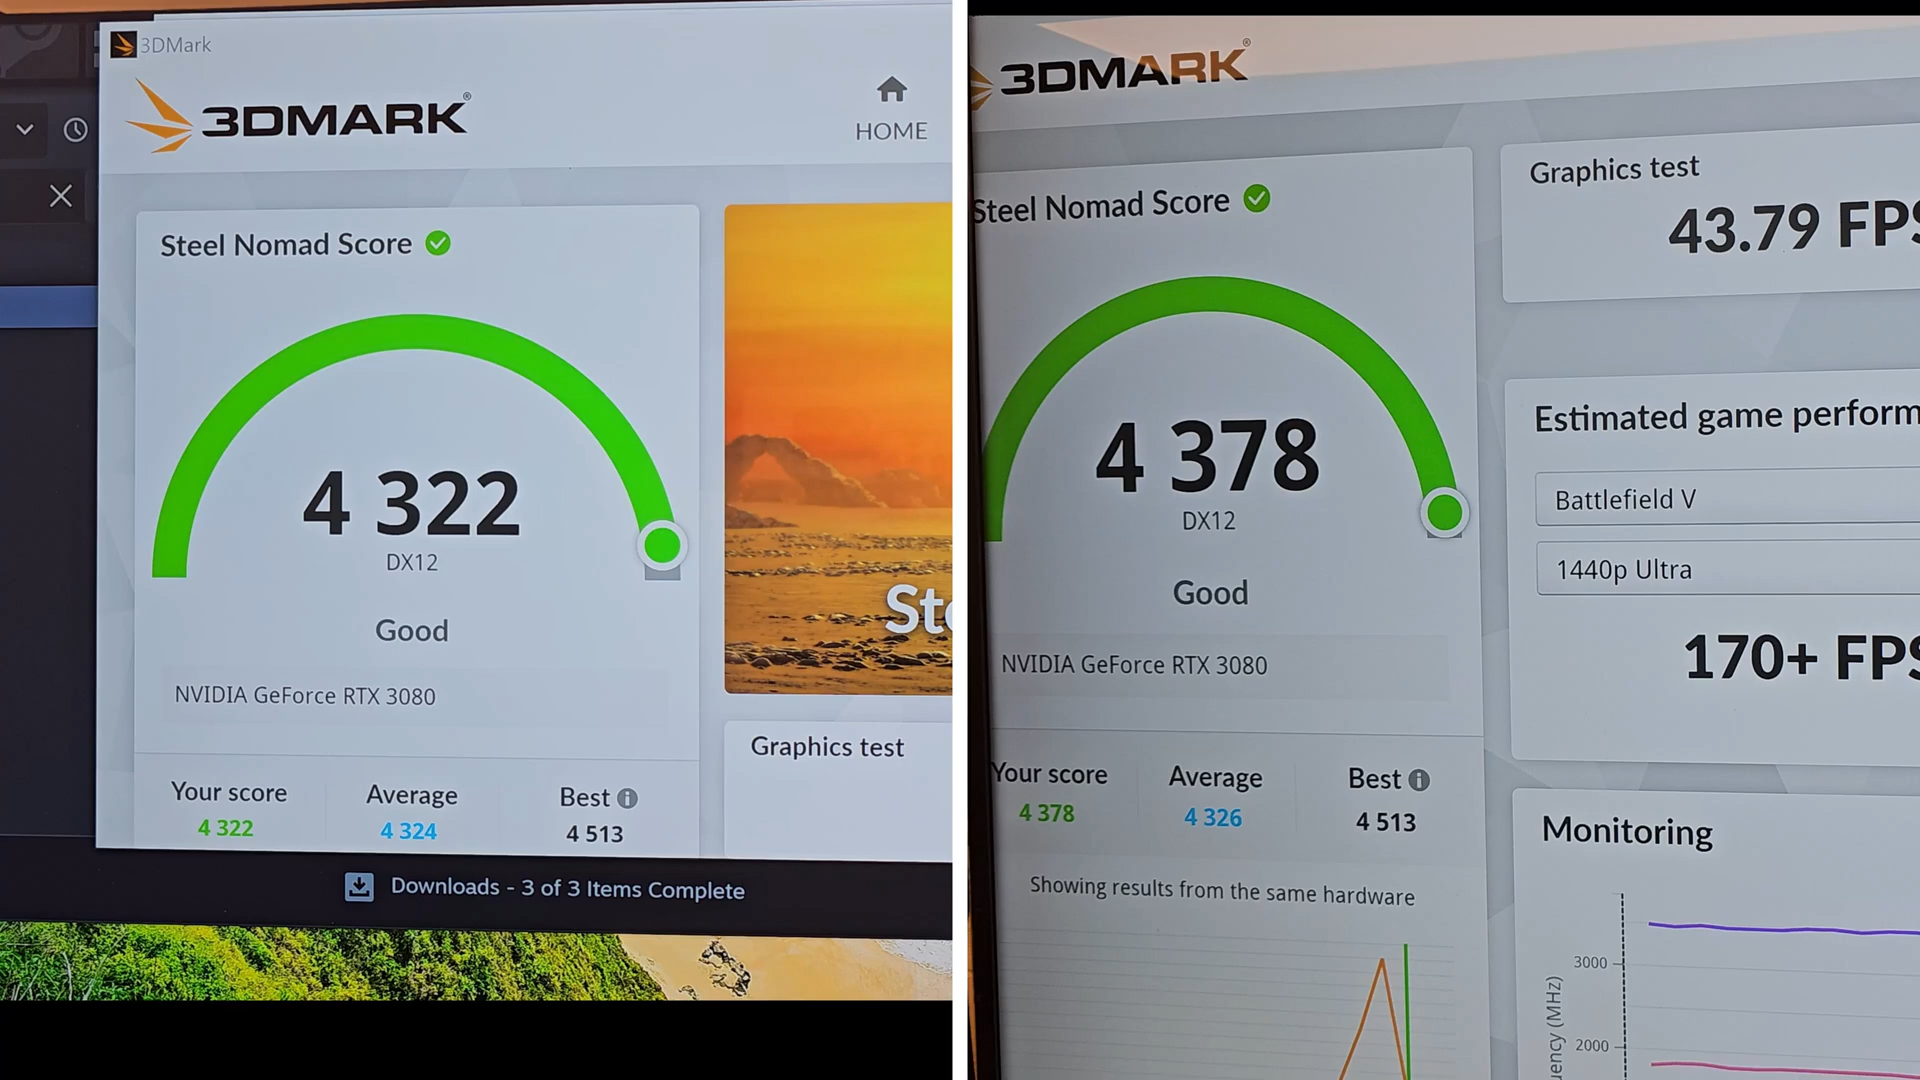 3DMark
3DMARK®
HOME
Steel Nomad Score
4 322
DX12
Good
NVIDIA GeForce RTX 3080
Your score
Average
Best
4 322
4 324
4 513
Graphics test
Downloads - 3 of 3 Items Complete
3DMARK®
Steel Nomad Score
4 378
DX12
Good
NVIDIA GeForce RTX 3080
Your score
Average
Best
4 378
4 326
4 513
Showing results from the same hardware
Graphics test
43.79 FPS
Estimated game perform
Battlefield V
1440p Ultra
170+ FPS
Monitoring
3000
2000
(MHz)